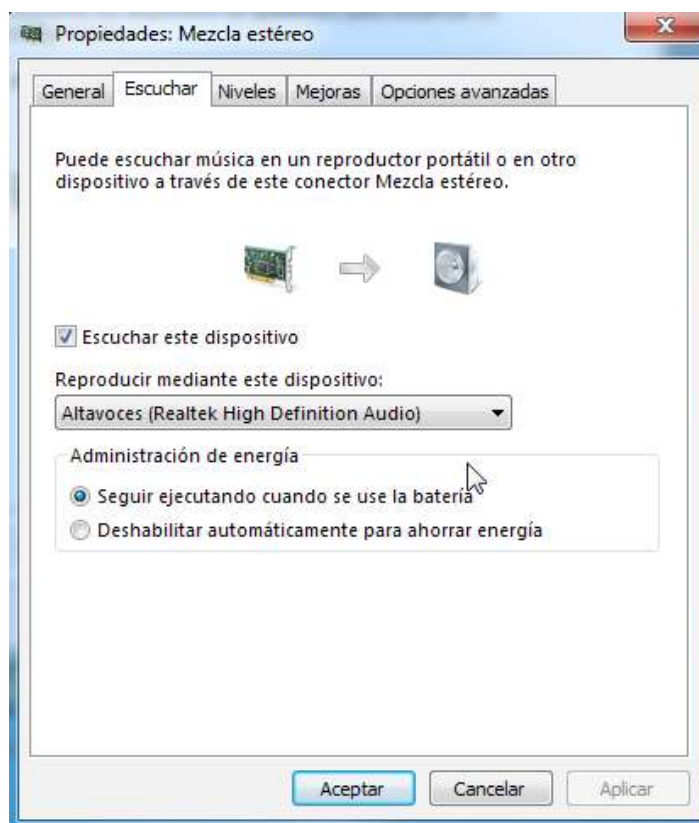 Propiedades: Mezcla estéreo
General
Escuchar
Niveles
Mejoras
Opciones avanzadas
Puede escuchar música en un reproductor portátil o en otro
dispositivo a través de este conector Mezcla estéreo.
Escuchar este dispositivo
Reproducir mediante este dispositivo:
Altavoces (Realtek High Definition Audio)
Administración de energía
Seguir ejecutando cuando se use la batería
Deshabilitar automáticamente para ahorrar energía
Aceptar
Cancelar
Aplicar